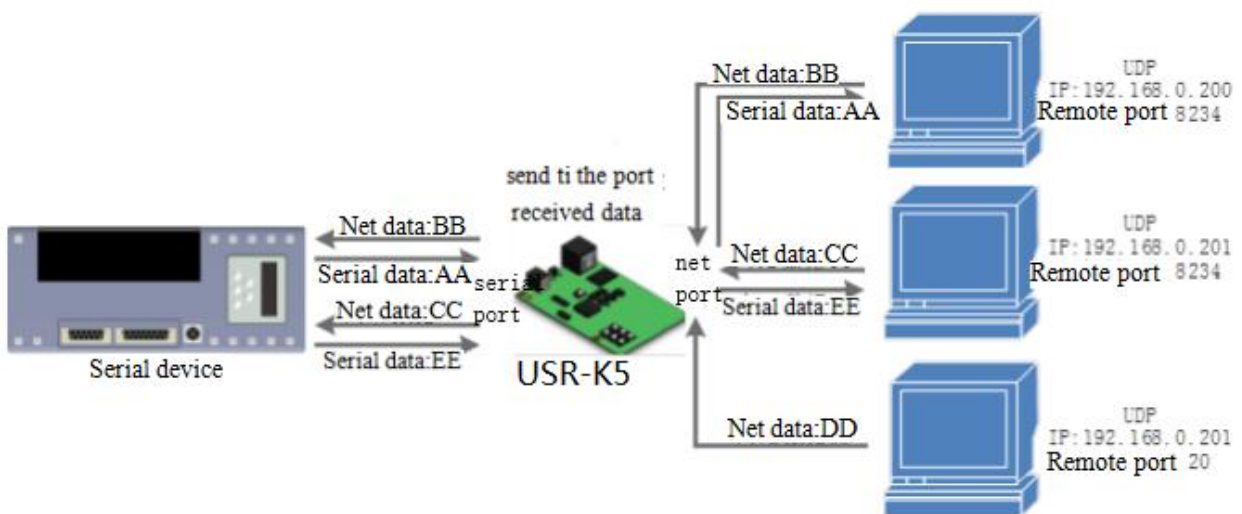 Net data:BB
Serial data:AA
UDP
IP:192.168.0.200
Remote port 8234
send ti the port :
received data
Net data:BB
Serial data:AA
Net data:CC
Serial data:EE
serial
port
net
port
Net data:CC
Serial data:EE
UDP
IP:192.168.0.201
Remote port 8234
Serial device
USR-K5
Net data:DD
UDP
IP:192.168.0.201
Remote port 20